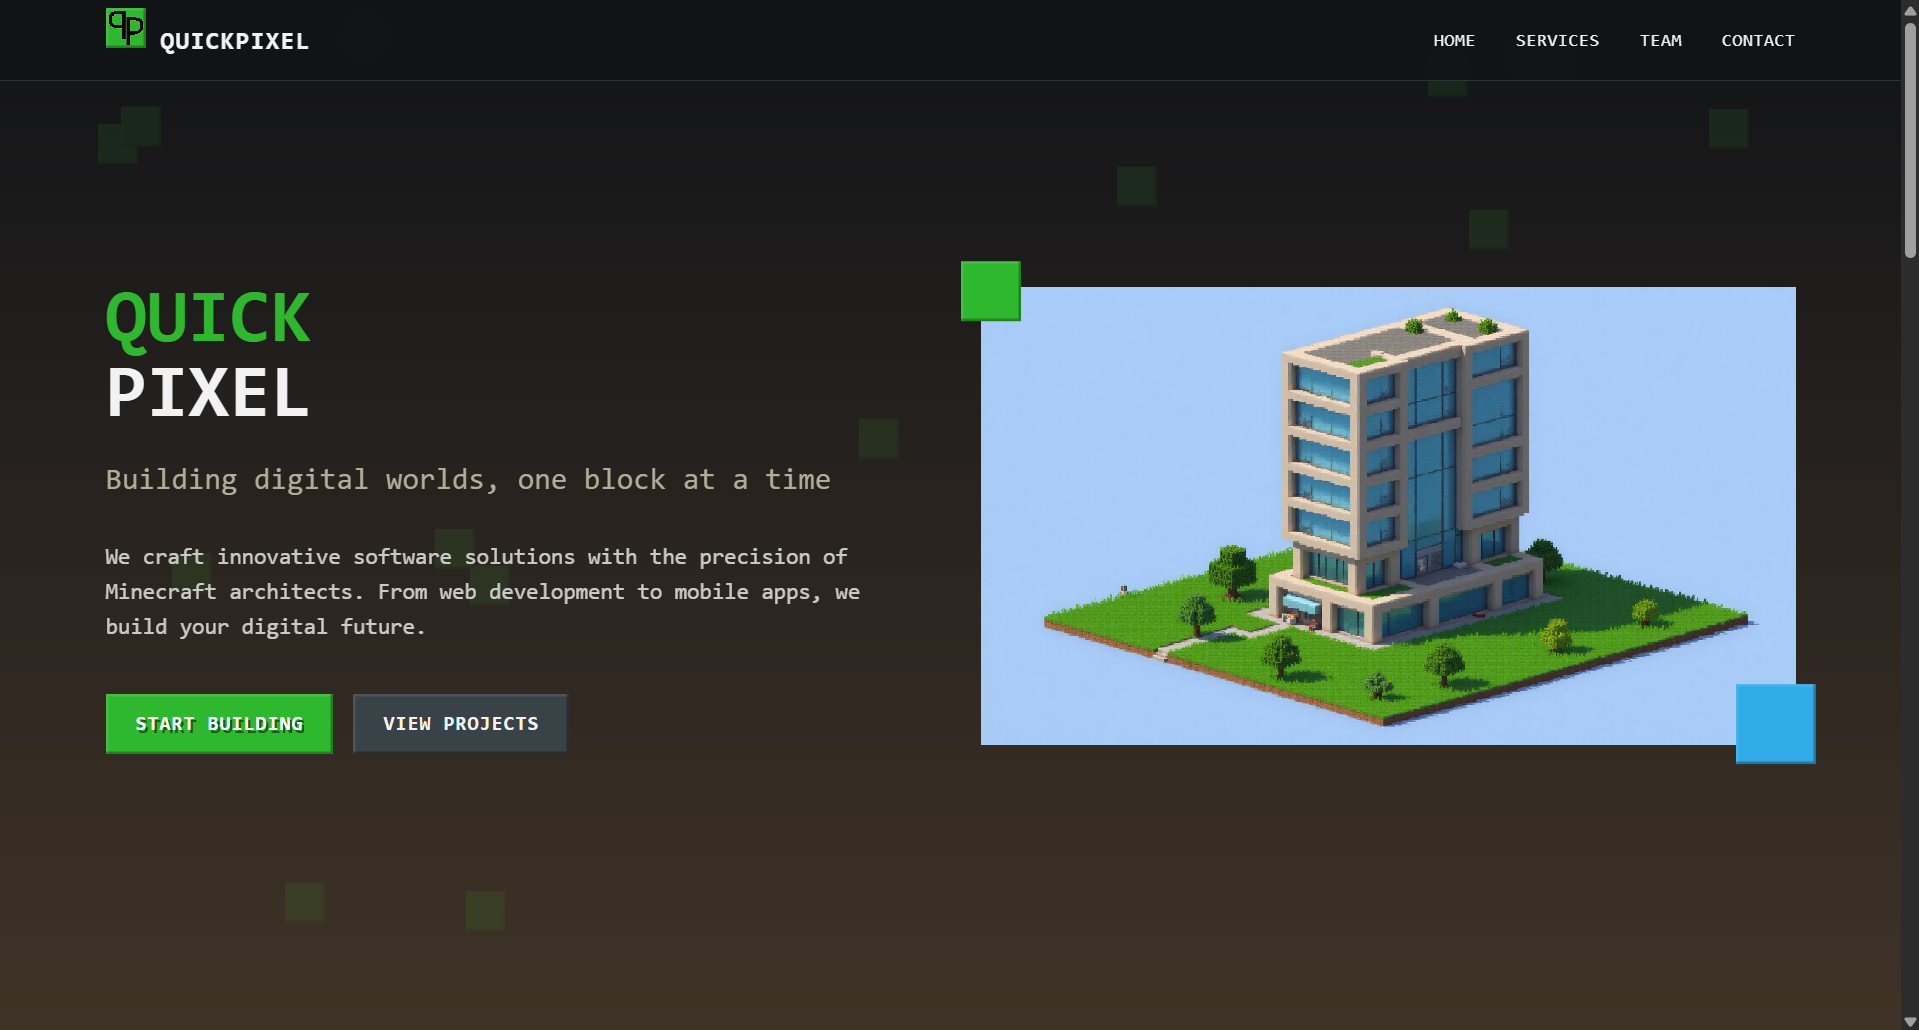 QP
QUICKPIXEL
HOME
SERVICES
TEAM
CONTACT
QUICK
PIXEL
Building digital worlds, one block at a time
We craft innovative software solutions with the precision of
Minecraft architects. From web development to mobile apps, we
build your digital future.
START BUILDING
VIEW PROJECTS